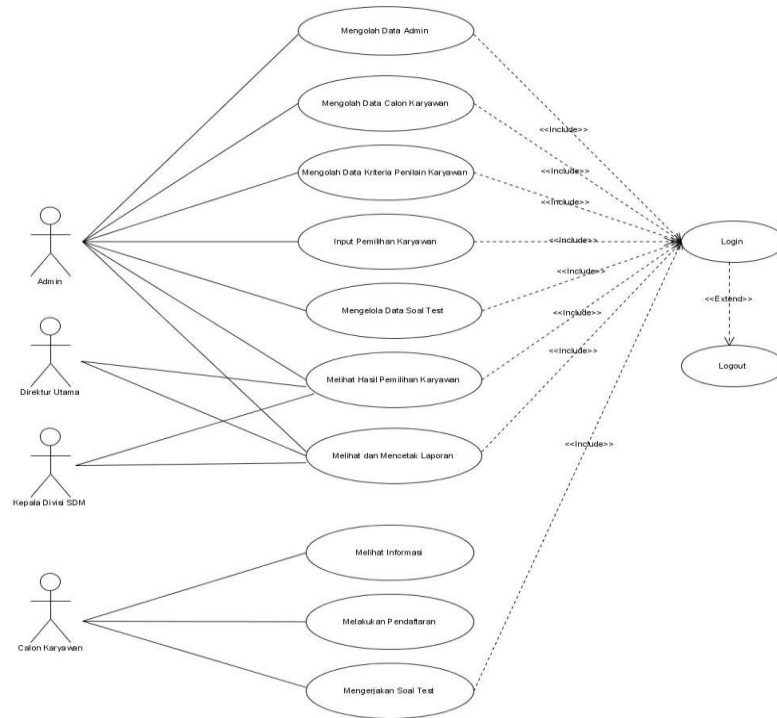 Mengolah Data Admin
Mengolah Data Calon Karyawan
<<Include>>
<<Include>>
Mengolah Data Kriteria Penilain Karyawan
<<Include>>
Admin
Input Pemilihan Karyawan
<<Include>>
Login
<<Include>>
Mengelola Data Soal Test
<<Extend>>
<<Include>>
<<Include>>
Direktur Utama
Melihat Hasil Pemilihan Karyawan
Logout
<<Include>>
Melihat dan Mencetak Laporan
Kepala Divisi SDM
Melihat Informasi
Melakukan Pendaftaran
Calon Karyawan
Mengerjakan Soal Test